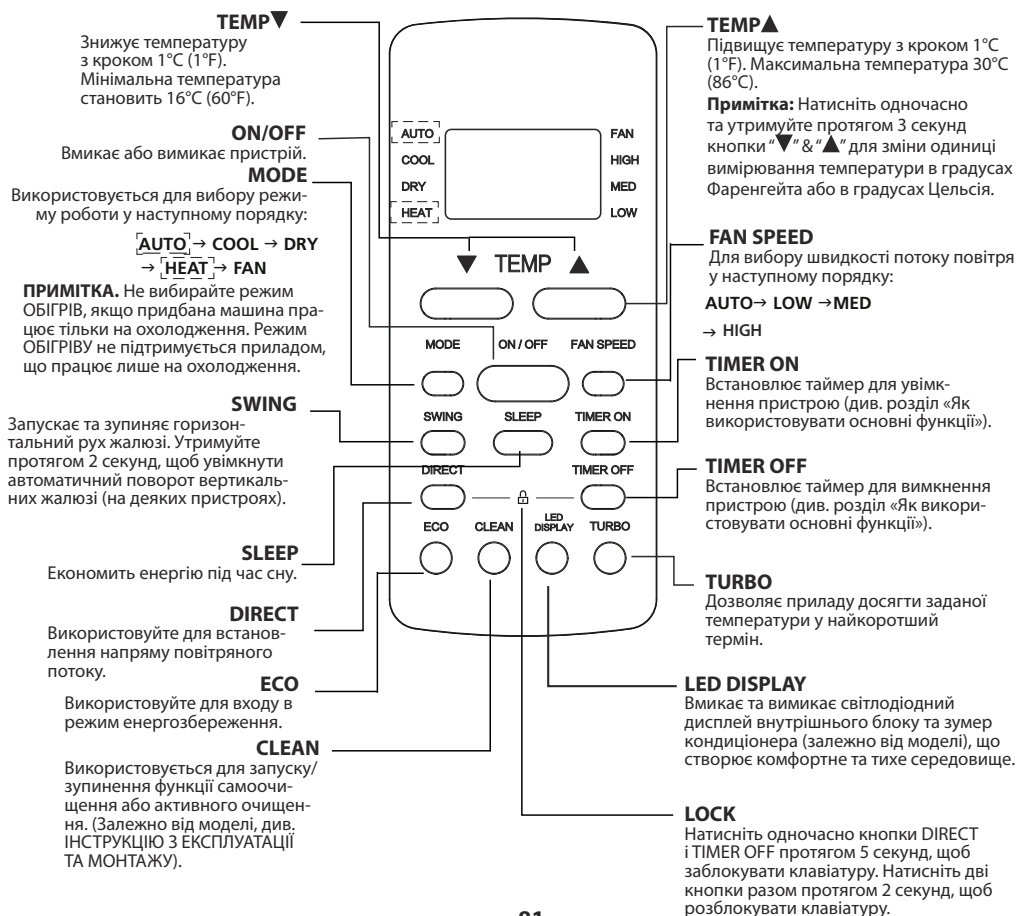 TEMP▼
Знижує температуру
з кроком 1°C (1°F).
Мінімальна температура
становить 16°C (60°F).
ON/OFF
Вмикає або вимикає пристрій.
MODE
Використовується для вибору режи-
му роботи у наступному порядку:
AUTO → COOL → DRY
→ HEAT → FAN
ПРИМІТКА. Не вибирайте режим
ОБІГРІВ, якщо придбана машина пра-
цює тільки на охолодження. Режим
ОБІГРІВУ не підтримується приладом,
що працює лише на охолодження.
SWING
Запускає та зупиняє горизон-
тальний рух жалюзі. Утримуйте
протягом 2 секунд, щоб увімкнути
автоматичний поворот вертикаль-
них жалюзі (на деяких пристроях).
SLEEP
Економить енергію під час сну.
DIRECT
Використовуйте для встанов-
лення напряму повітряного
потоку.
ECO
Використовуйте для входу в
режим енергозбереження.
CLEAN
Використовується для запуску/
зупинення функції самоочи-
щення або активного очищен-
ня. (Залежно від моделі, див.
ІНСТРУКЦІЮ З ЕКСПЛУАТАЦІЇ
ТА МОНТАЖУ).
AUTO
COOL
DRY
HEAT
FAN
HIGH
MED
LOW
▼ TEMP ▲
MODE ON / OFF FAN SPEED
SWING SLEEP TIMER ON
DIRECT TIMER OFF
ECO CLEAN LED DISPLAY TURBO
TEMP▲
Підвищує температуру з кроком 1°C
(1°F). Максимальна температура 30°C
(86°C).
Примітка: Натисніть одночасно
та утримуйте протягом 3 секунд
кнопки "▼" & "▲" для зміни одиниці
вимірювання температури в градусах
Фаренгейта або в градусах Цельсія.
FAN SPEED
Для вибору швидкості потоку повітря
у наступному порядку:
AUTO→ LOW →MED
→ HIGH
TIMER ON
Встановлює таймер для увімк-
нення пристрою (див. розділ «Як
використовувати основні функції»).
TIMER OFF
Встановлює таймер для вимкнення
пристрою (див. розділ «Як викори-
стовувати основні функції»).
TURBO
Дозволяє приладу досягти заданої
температури у найкоротший
термін.
LED DISPLAY
Вмикає та вимикає світлодіодний
дисплей внутрішнього блоку та зумер
кондиціонера (залежно від моделі), що
створює комфортне та тихе середовище.
LOCK
Натисніть одночасно кнопки DIRECT
і TIMER OFF протягом 5 секунд, щоб
заблокувати клавіатуру. Натисніть дві
кнопки разом протягом 2 секунд, щоб
розблокувати клавіатуру.